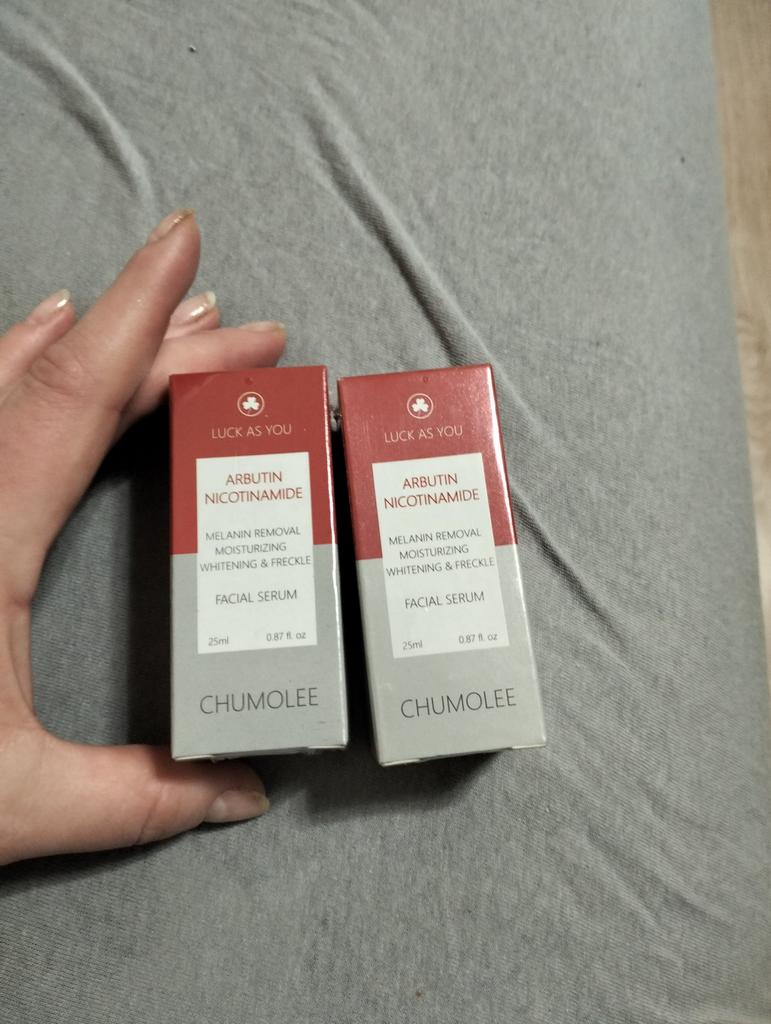 LUCK AS YOU
ARBUTIN
NICOTINAMIDE
MELANIN REMOVAL
MOISTURIZING
WHITENING & FRECKLE
FACIAL SERUM
25ml 0.87 fl. oz
CHUMOLEE
LUCK AS YOU
ARBUTIN
NICOTINAMIDE
MELANIN REMOVAL
MOISTURIZING
WHITENING & FRECKLE
FACIAL SERUM
25ml 0.87 fl. oz
CHUMOLEE